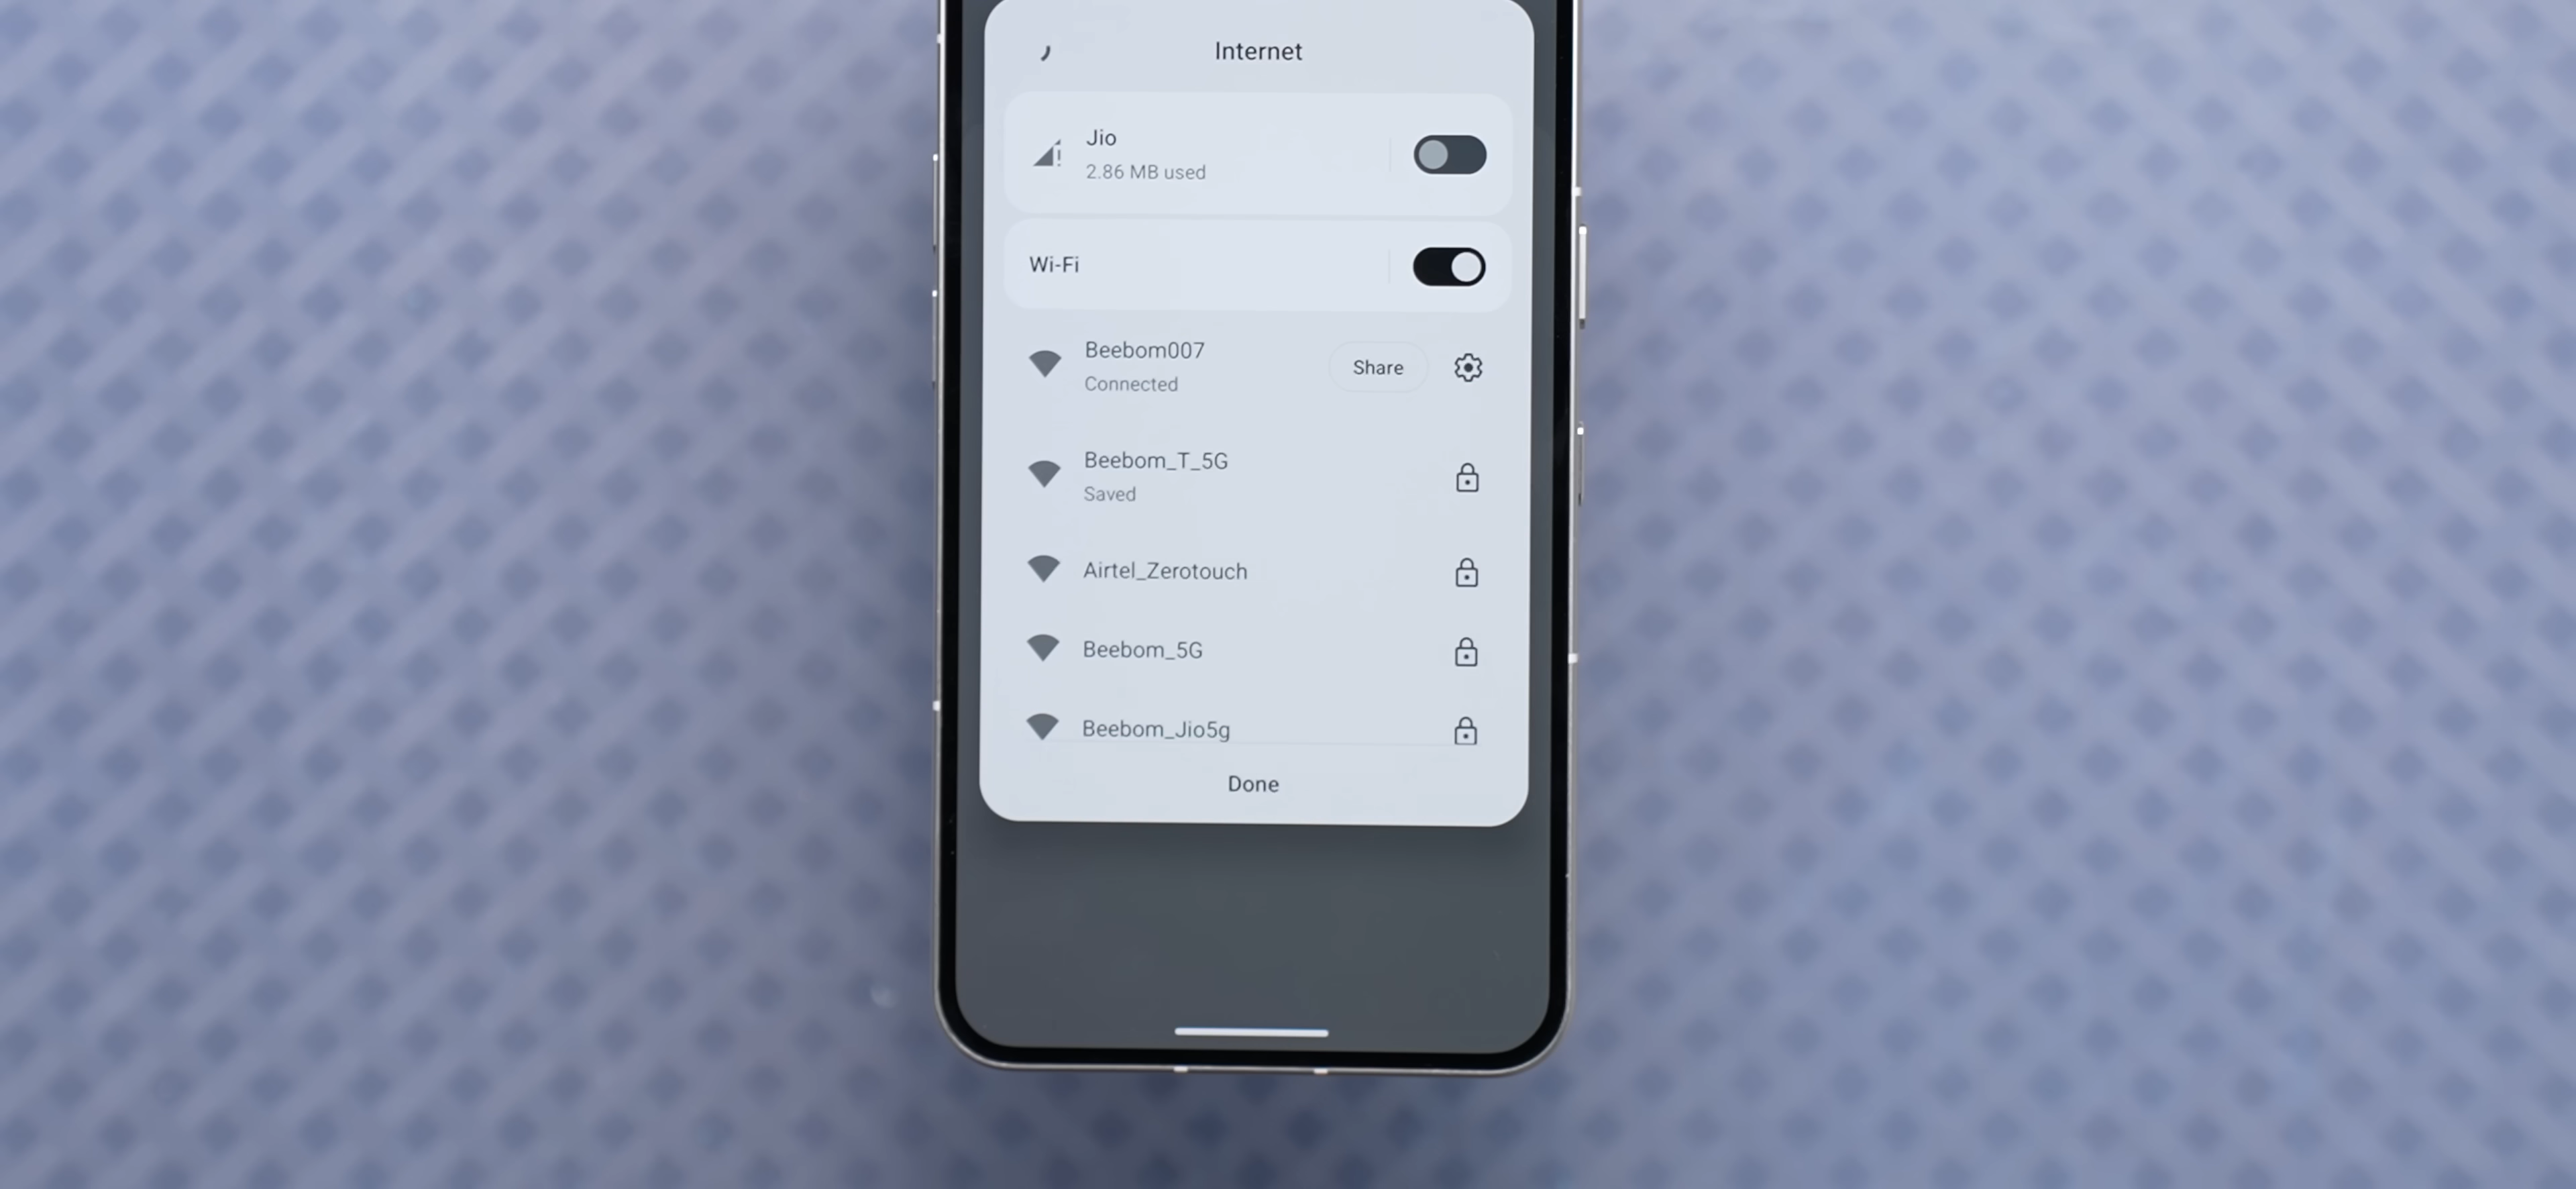 Internet
Jio
2.86 MB used
Wi-Fi
Beebom007
Connected
Share
Beebom_T_5G
Saved
Airtel_Zerotouch
Beebom_5G
Beebom_Jio5g
Done